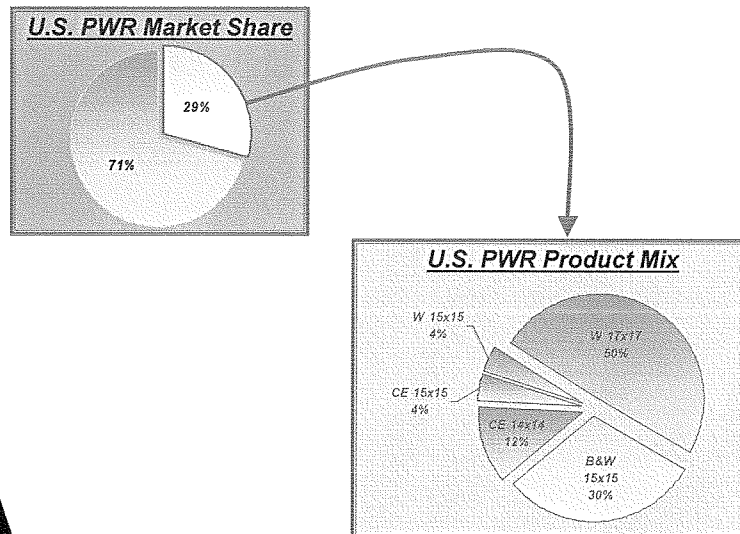 U.S. PWR Market Share
29%
71%
U.S. PWR Product Mix
W 15x15
4%
W 17x17
50%
CE 15x15
4%
CE 14x14
12%
B&W
15x15
30%